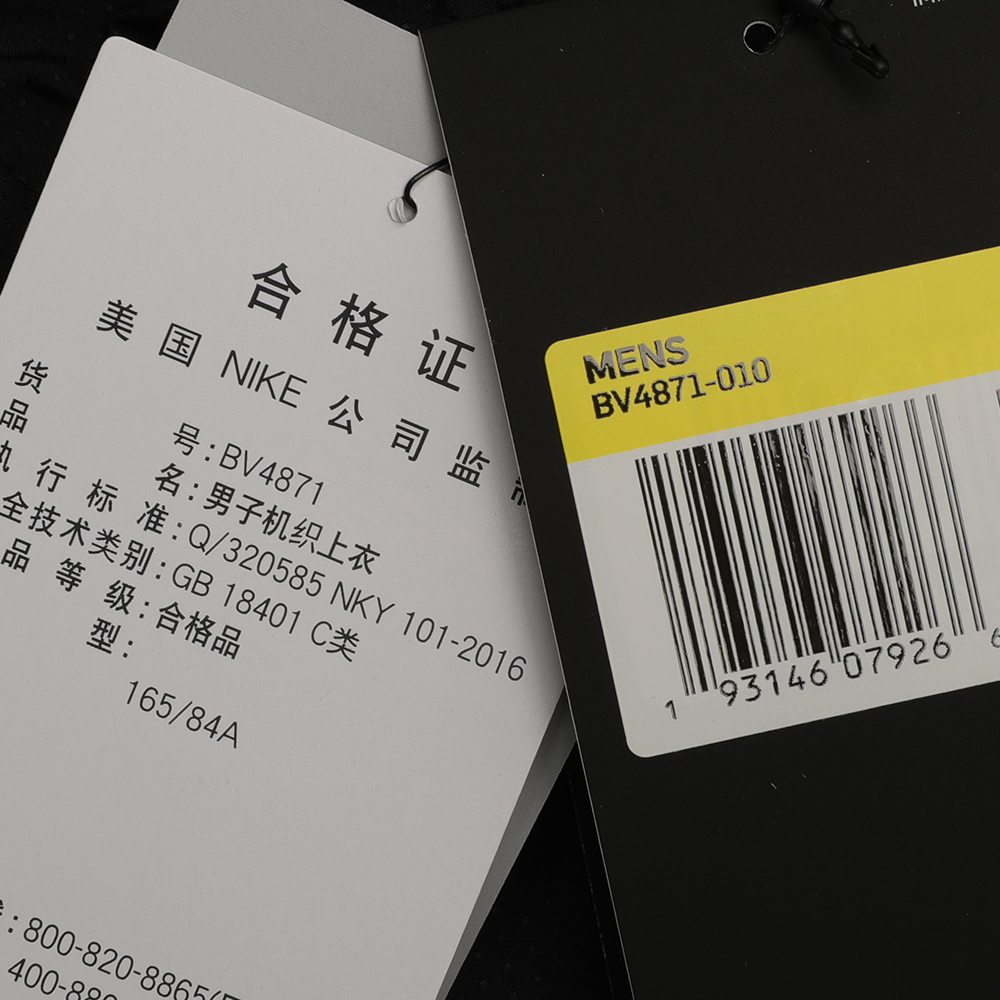 合格证
美国 NIKE 公司监
货 号:BV4871
品 名:男子机织上衣
执行标准:Q/320585 NKY 101-2016
全技术类别:GB 18401 C类
品等级:合格品
型:
165/84A
:800-820-8865
400-88
MENS
BV4871-010
1 93146 07926 6